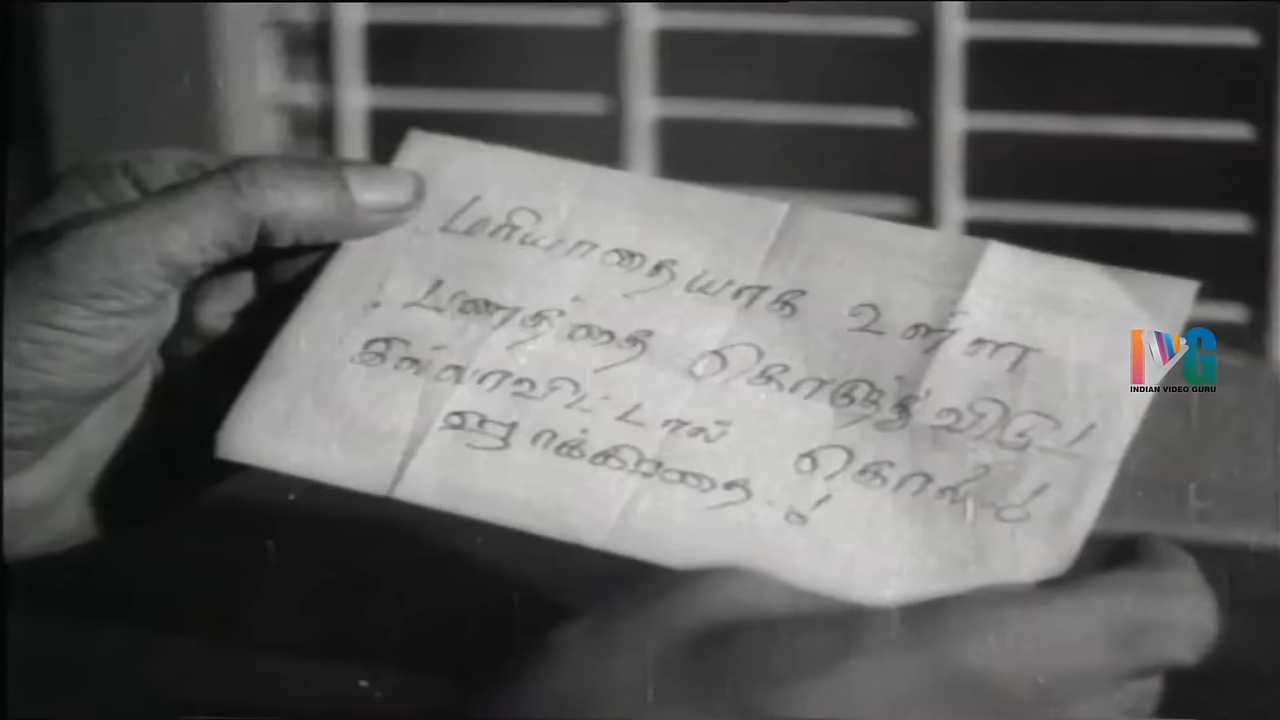 மரியாதையாக உள்ள
பணத்தை கொடுத்துவிடு!
இல்லாவிட்டால் கொலை!
ஜாக்கிரதை!
INDIAN VIDEO GURU